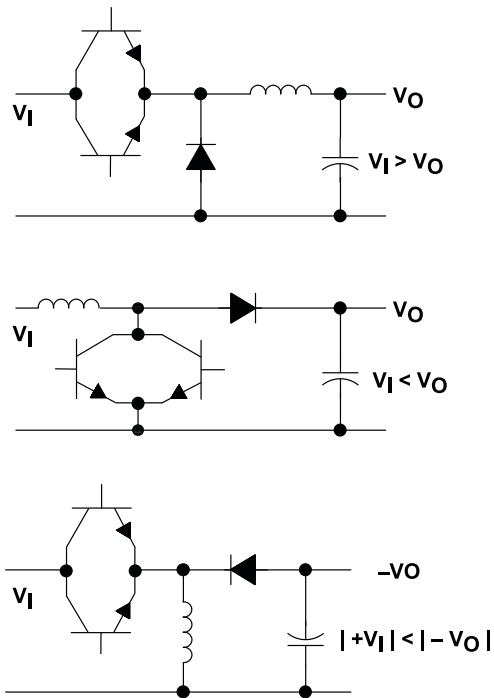 VI
VO
VI > VO
VI
VO
VI < VO
VI
–VO
| +VI | < | – VO |